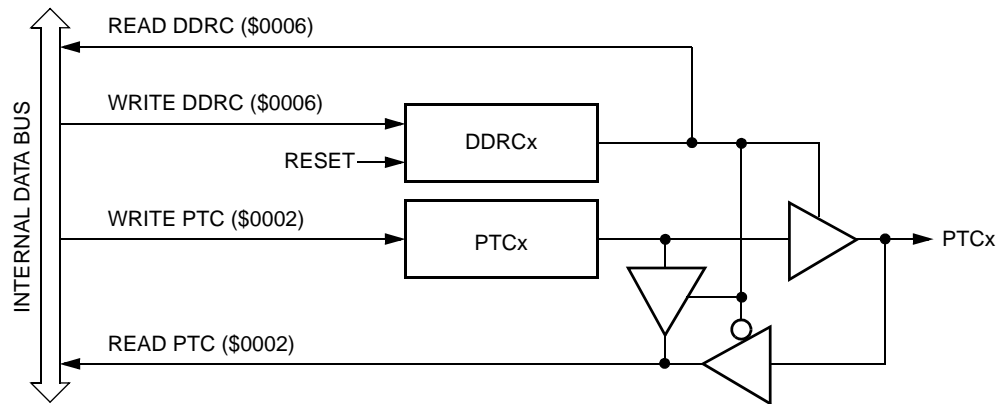 READ DDRC ($0006)
WRITE DDRC ($0006)
DDRCx
RESET
WRITE PTC ($0002)
PTCx
PTCx
READ PTC ($0002)
INTERNAL DATA BUS